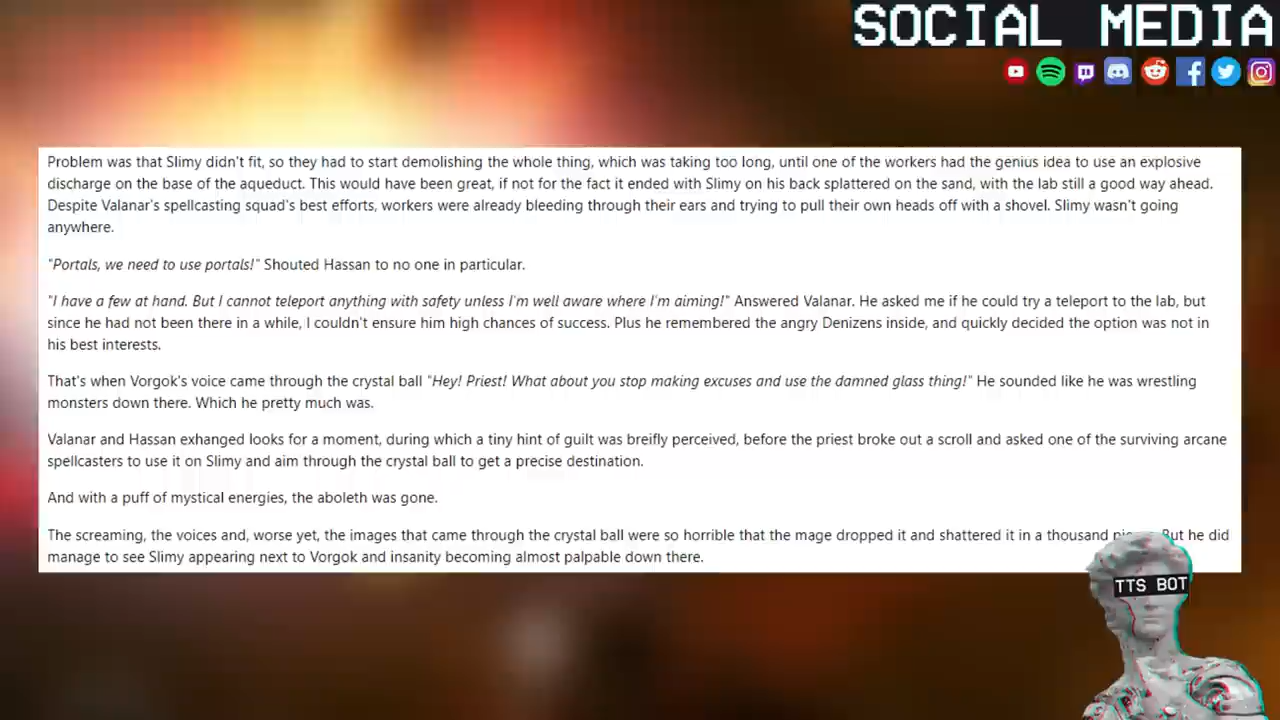 SOCIAL MEDIA
Problem was that Slimy didn't fit, so they had to start demolishing the whole thing, which was taking too long, until one of the workers had the genius idea to use an explosive
discharge on the base of the aqueduct. This would have been great, if not for the fact it ended with Slimy on his back splattered on the sand, with the lab still a good way ahead.
Despite Valanar's spellcasting squad's best efforts, workers were already bleeding through their ears and trying to pull their own heads off with a shovel. Slimy wasn't going
anywhere.
"Portals, we need to use portals!" Shouted Hassan to no one in particular.
"I have a few at hand. But I cannot teleport anything with safety unless I'm well aware where I'm aiming!" Answered Valanar. He asked me if he could try a teleport to the lab, but
since he had not been there in a while, I couldn't ensure him high chances of success. Plus he remembered the angry Denizens inside, and quickly decided the option was not in
his best interests.
That's when Vorgok's voice came through the crystal ball "Hey! Priest! What about you stop making excuses and use the damned glass thing!" He sounded like he was wrestling
monsters down there. Which he pretty much was.
Valanar and Hassan exhanged looks for a moment, during which a tiny hint of guilt was breifly perceived, before the priest broke out a scroll and asked one of the surviving arcane
spellcasters to use it on Slimy and aim through the crystal ball to get a precise destination.
And with a puff of mystical energies, the aboleth was gone.
The screaming, the voices and, worse yet, the images that came through the crystal ball were so horrible that the mage dropped it and shattered it in a thousand But he did
manage to see Slimy appearing next to Vorgok and insanity becoming almost palpable down there.
TTS BOT